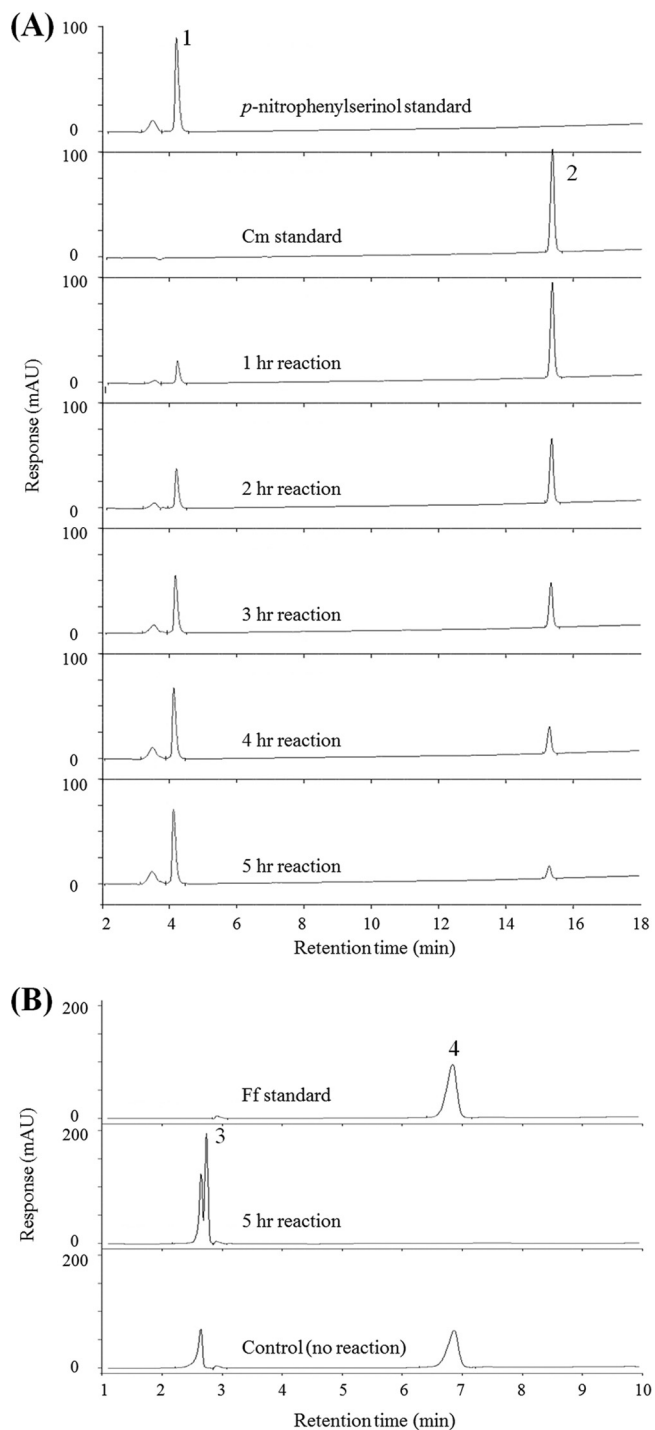 (A)
100
1
p-nitrophenylserinol standard
0
100
2
Cm standard
0
100
1 hr reaction
0
100
2 hr reaction
0
100
3 hr reaction
0
100
4 hr reaction
0
100
5 hr reaction
0
Response (mAU)
2 4 6 8 10 12 14 16 18
Retention time (min)
(B)
200
4
Ff standard
0
200
3
5 hr reaction
0
200
Control (no reaction)
0
Response (mAU)
1 2 3 4 5 6 7 8 9 10
Retention time (min)